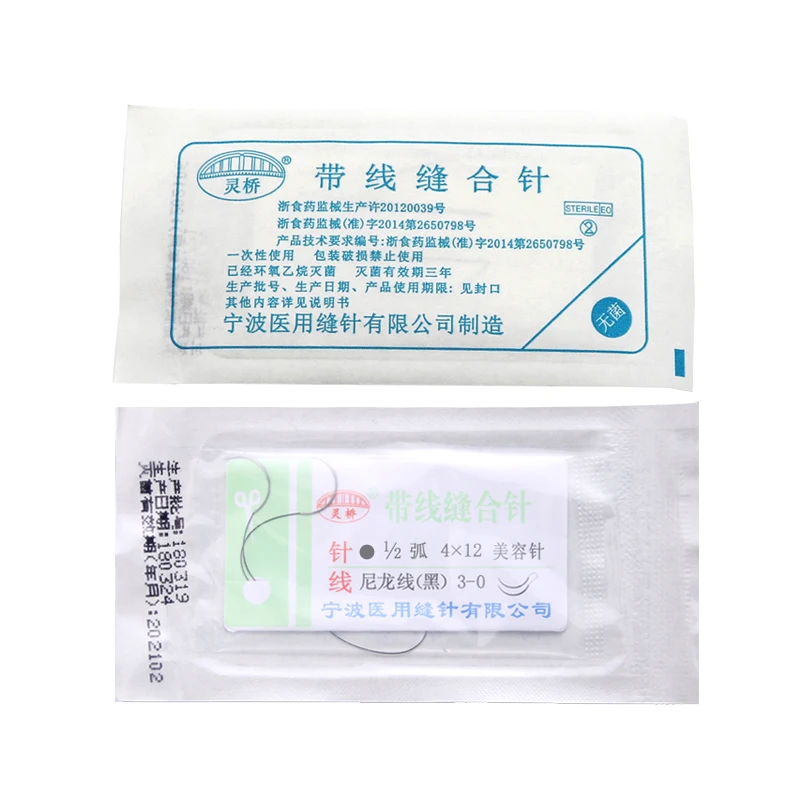 灵桥®
带线缝合针
浙食药监械生产许20120039号
浙食药监械(准)字2014第2650798号
产品技术要求编号:浙食药监械(准)字2014第2650798号
STERILE EO
②
一次性使用 包装破损禁止使用
已经环氧乙烷灭菌 灭菌有效期三年
生产批号、生产日期、产品使用期限: 见封口
其他内容详见说明书
宁波医用缝针有限公司制造
无菌
生产批号:180319
生产日期:180324
灭菌有效期(年月):202102
灵桥®
带线缝合针
针 ● ½ 弧 4×12 美容针
线 尼龙线(黑) 3-0
宁波医用缝针有限公司